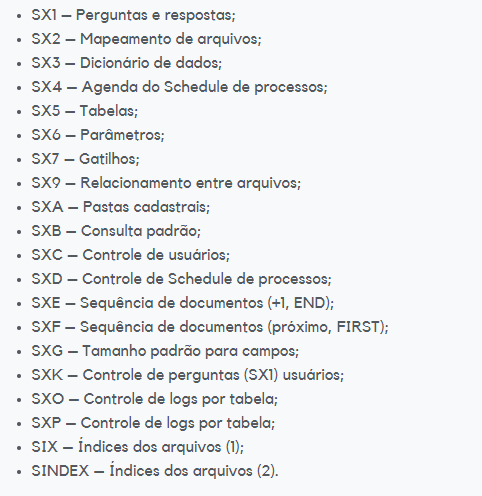 • SX1 – Perguntas e respostas;
• SX2 – Mapeamento de arquivos;
• SX3 – Dicionário de dados;
• SX4 – Agenda do Schedule de processos;
• SX5 – Tabelas;
• SX6 – Parâmetros;
• SX7 – Gatilhos;
• SX9 – Relacionamento entre arquivos;
• SXA – Pastas cadastrais;
• SXB – Consulta padrão;
• SXC – Controle de usuários;
• SXD – Controle de Schedule de processos;
• SXE – Sequência de documentos (+1, END);
• SXF – Sequência de documentos (próximo, FIRST);
• SXG – Tamanho padrão para campos;
• SXK – Controle de perguntas (SX1) usuários;
• SXO – Controle de logs por tabela;
• SXP – Controle de logs por tabela;
• SIX – Índices dos arquivos (1);
• SINDEX – Índices dos arquivos (2).